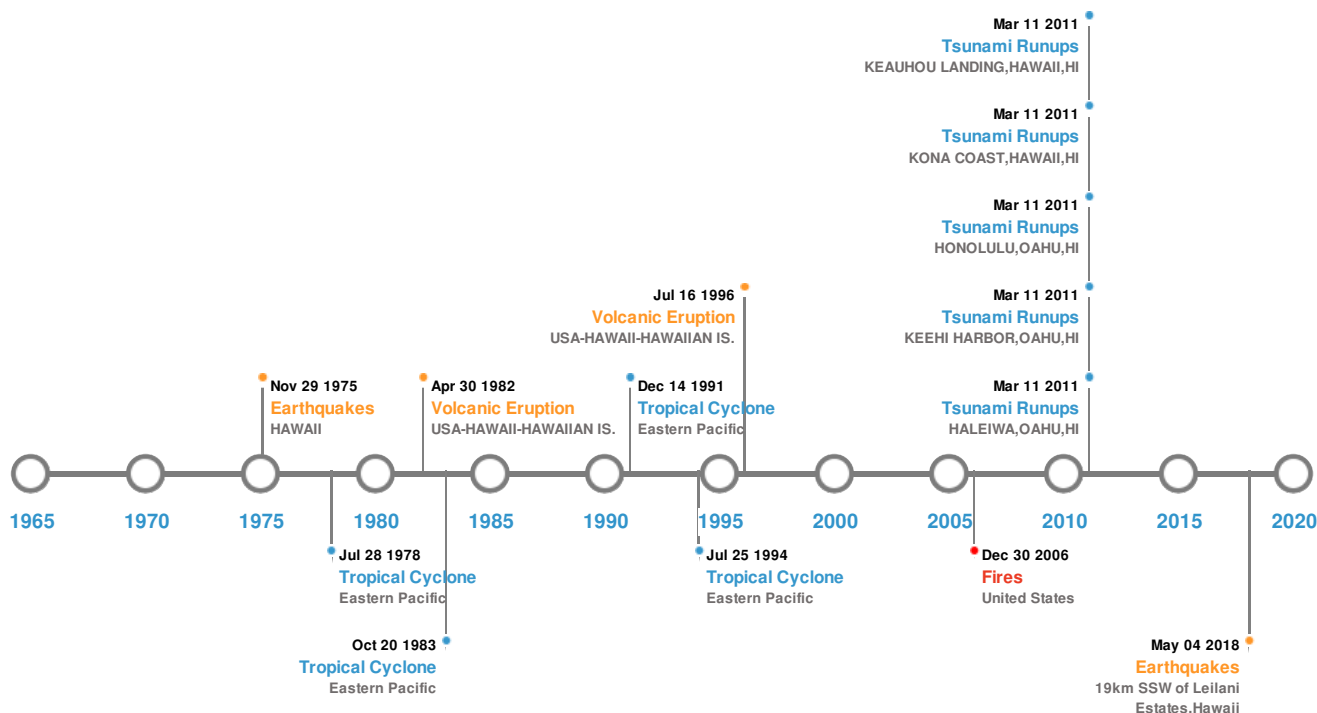 Mar 11 2011
Tsunami Runups
KEAUHOU LANDING,HAWAII,HI
Mar 11 2011
Tsunami Runups
KONA COAST,HAWAII,HI
Mar 11 2011
Tsunami Runups
HONOLULU,OAHU,HI
Jul 16 1996
Volcanic Eruption
USA-HAWAII-HAWAIIAN IS.
Mar 11 2011
Tsunami Runups
KEEHI HARBOR,OAHU,HI
Nov 29 1975
Earthquakes
HAWAII
Apr 30 1982
Volcanic Eruption
USA-HAWAII-HAWAIIAN IS.
Dec 14 1991
Tropical Cyclone
Eastern Pacific
Mar 11 2011
Tsunami Runups
HALEIWA,OAHU,HI
1965 1970 1975 1980 1985 1990 1995 2000 2005 2010 2015 2020
Jul 28 1978
Tropical Cyclone
Eastern Pacific
Jul 25 1994
Tropical Cyclone
Eastern Pacific
Dec 30 2006
Fires
United States
Oct 20 1983
Tropical Cyclone
Eastern Pacific
May 04 2018
Earthquakes
19km SSW of Leilani
Estates,Hawaii